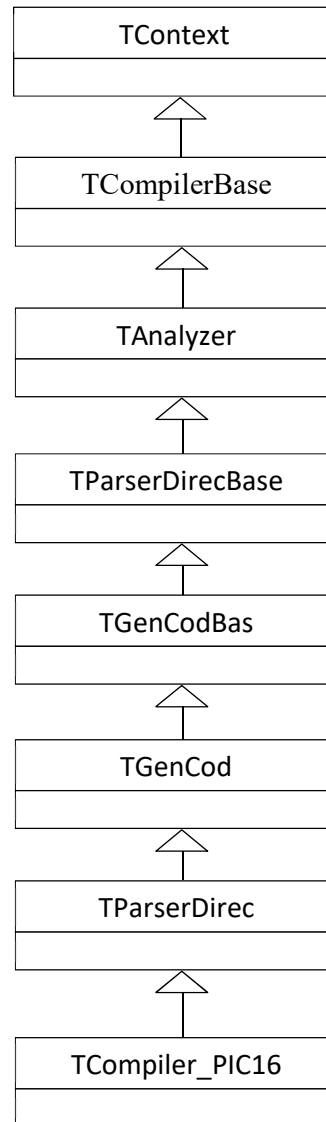 TContext
TCompilerBase
TAnalyzer
TParserDirecBase
TGenCodBas
TGenCod
TParserDirec
TCompiler_PIC16